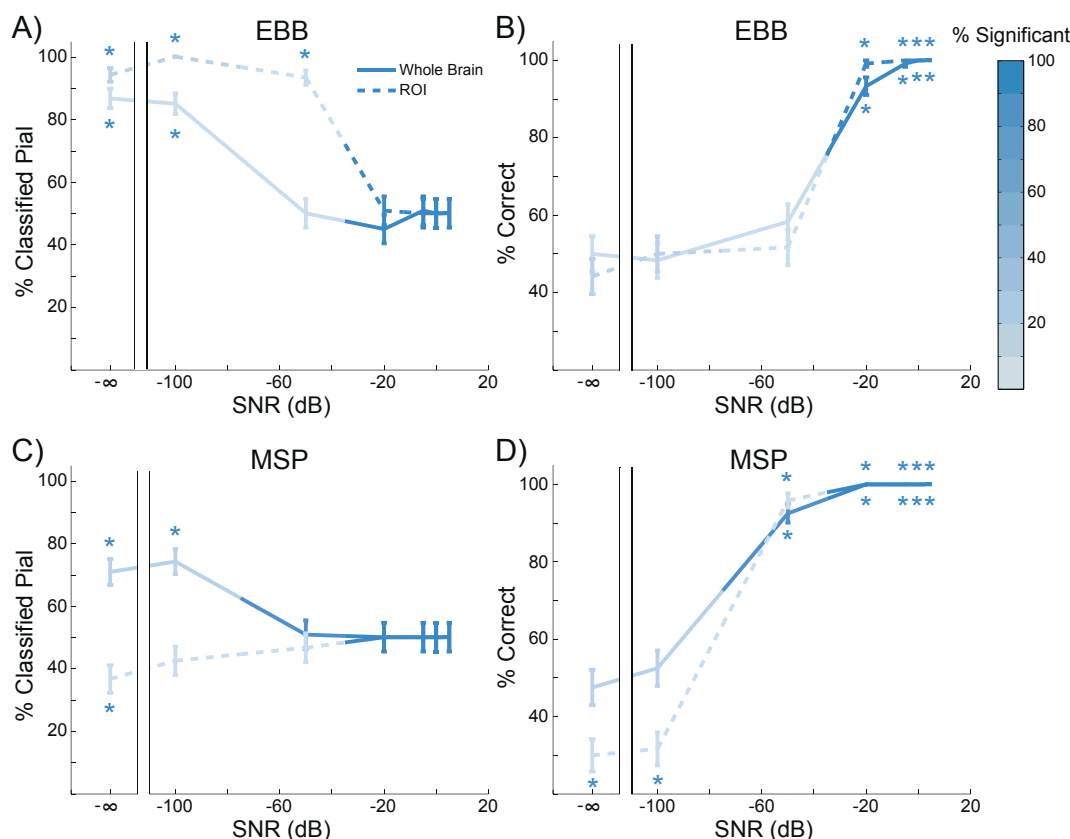 A)
EBB
% Classified Pial
100
80
60
40
20
-∞
-100
-60
-20
20
SNR (dB)
Whole Brain
ROI
* * *
* *
B)
EBB
% Correct
100
80
60
40
-∞
-100
-60
-20
20
SNR (dB)
* ***
* ***
% Significant
100
80
60
40
20
C)
MSP
% Classified Pial
100
80
60
40
20
-∞
-100
-60
-20
20
SNR (dB)
* *
*
D)
MSP
% Correct
100
80
60
40
-∞
-100
-60
-20
20
SNR (dB)
* * ***
* * ***
* *